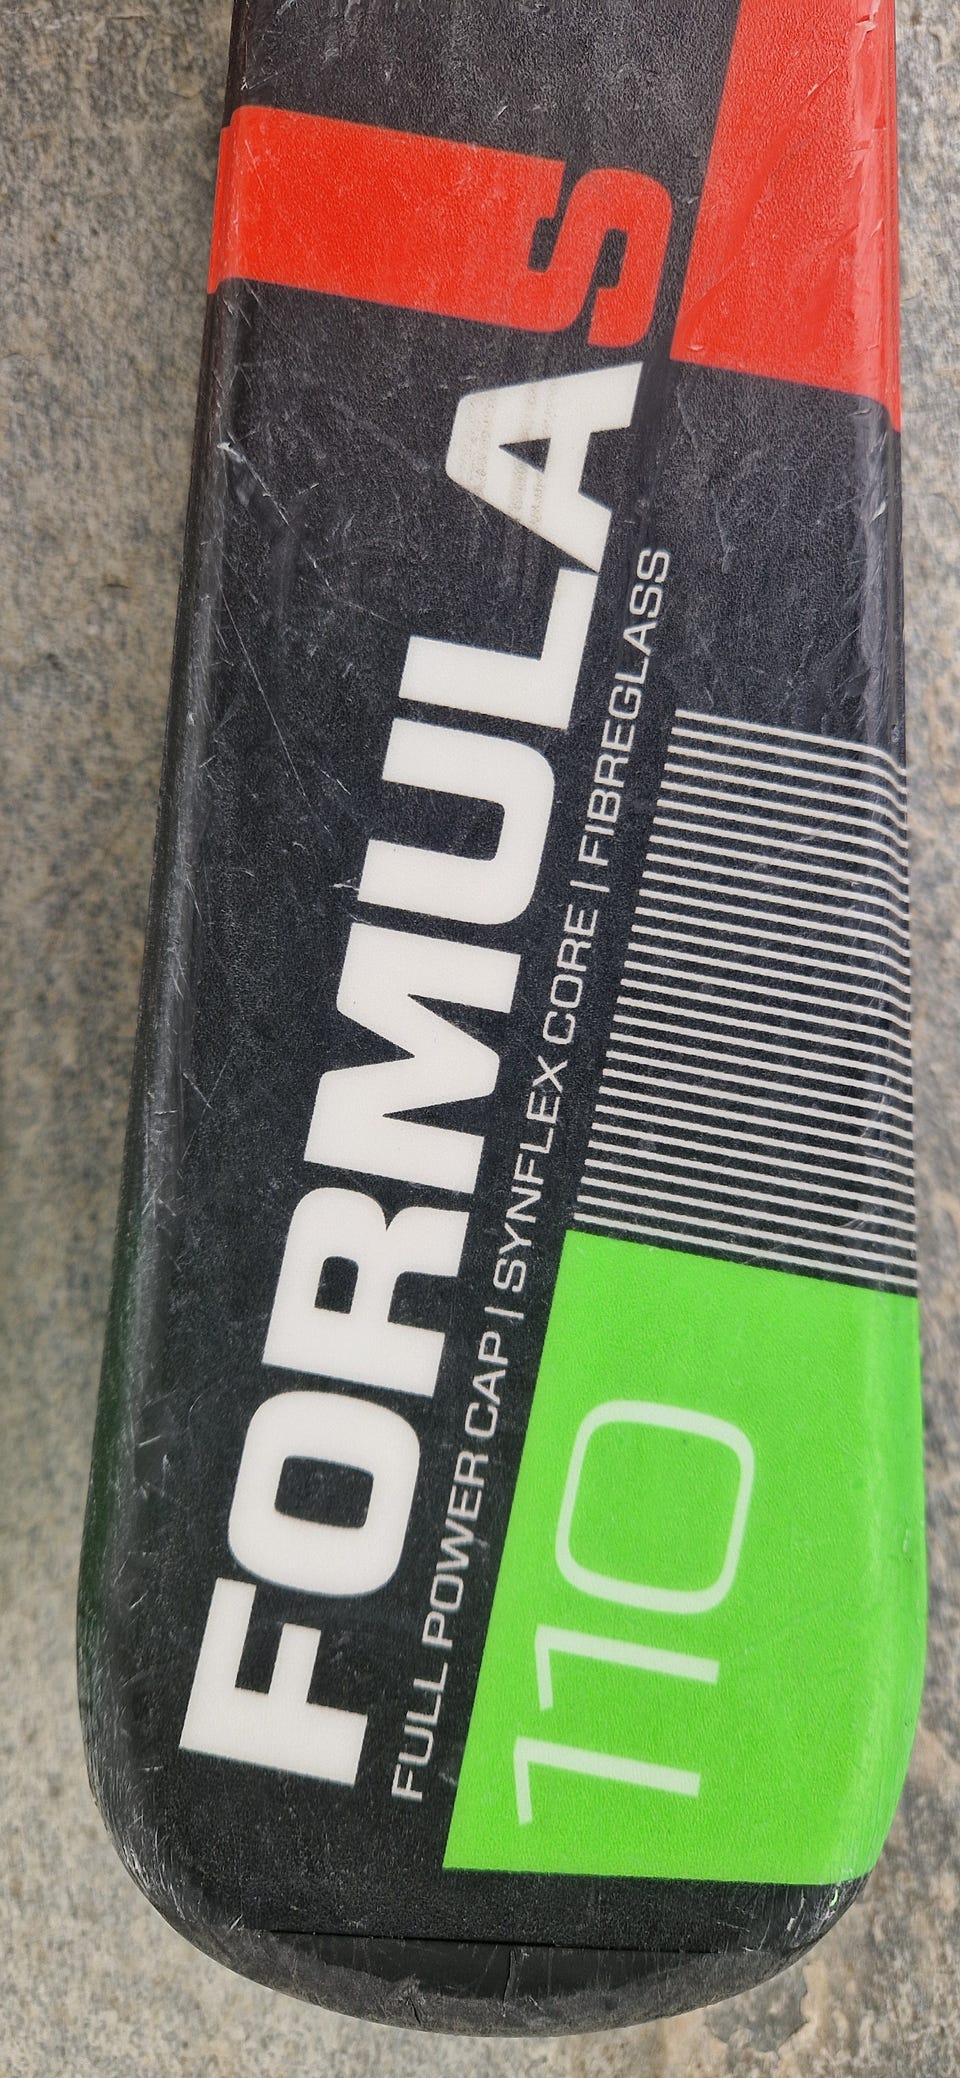 FORMULA S
FULL POWER CAP | SYNFLEX CORE | FIBREGLASS
110